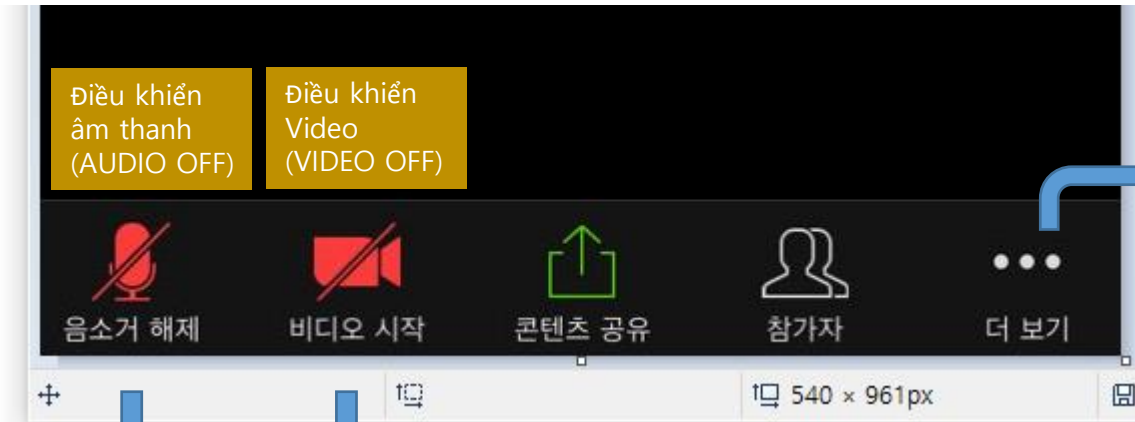 Điều khiển
âm thanh
(AUDIO OFF)
Điều khiển
Video
(VIDEO OFF)
음소거 해제
비디오 시작
콘텐츠 공유
참가자
더 보기
540 × 961px